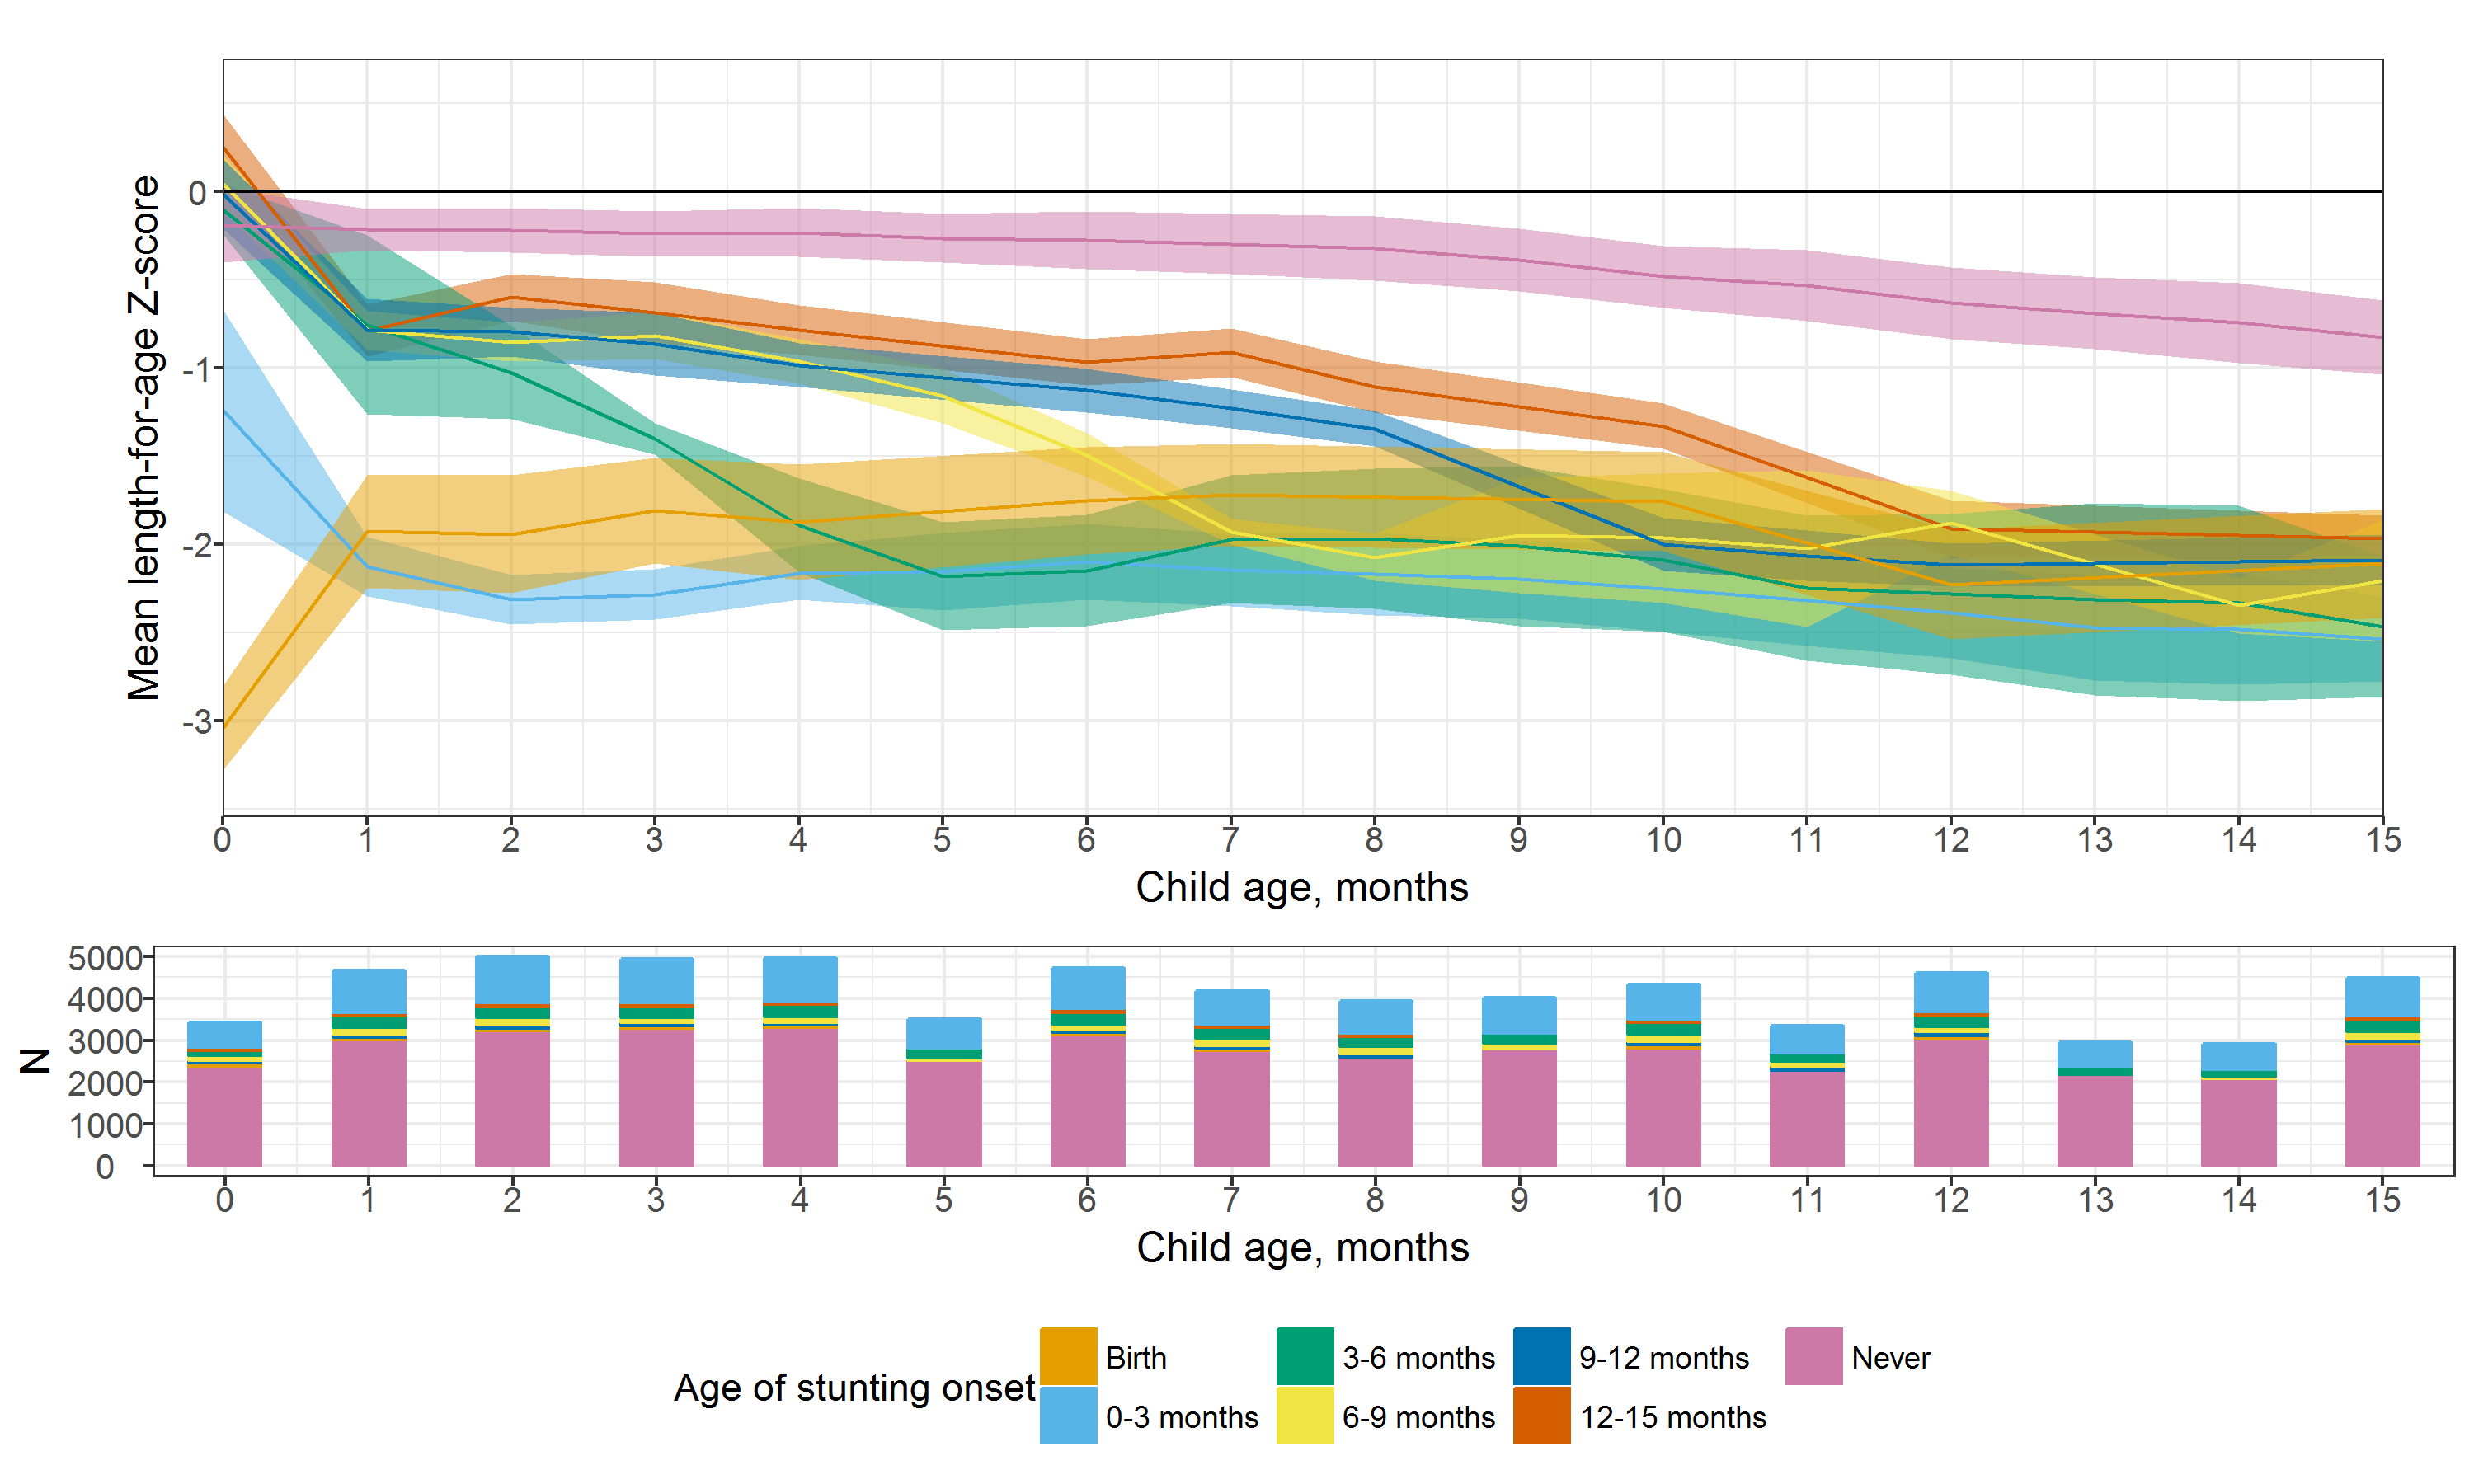 Mean length-for-age Z-score
0
-1
-2
-3
0 1 2 3 4 5 6 7 8 9 10 11 12 13 14 15
Child age, months
N
5000
4000
3000
2000
1000
0
0 1 2 3 4 5 6 7 8 9 10 11 12 13 14 15
Child age, months
Age of stunting onset
Birth 3-6 months 9-12 months Never
0-3 months 6-9 months 12-15 months